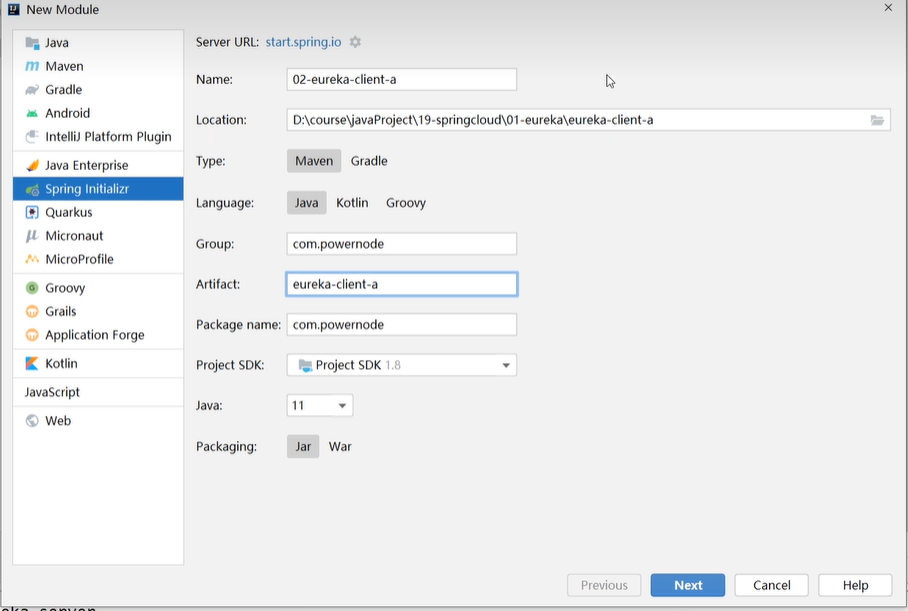 New Module
Java
Maven
Gradle
Android
IntelliJ Platform Plugin
Java Enterprise
Spring Initializr
Quarkus
Micronaut
MicroProfile
Groovy
Grails
Application Forge
Kotlin
JavaScript
Web
Server URL: start.spring.io
Name: 02-eureka-client-a
Location: D:\course\javaProject\19-springcloud\01-eureka\eureka-client-a
Type: Maven Gradle
Language: Java Kotlin Groovy
Group: com.powernode
Artifact: eureka-client-a
Package name: com.powernode
Project SDK: Project SDK 1.8
Java: 11
Packaging: Jar War
Previous Next Cancel Help